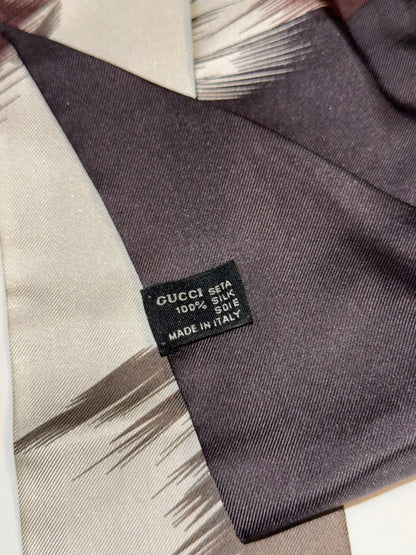 GUCCI SETA
100% SILK
SOIE
MADE IN ITALY